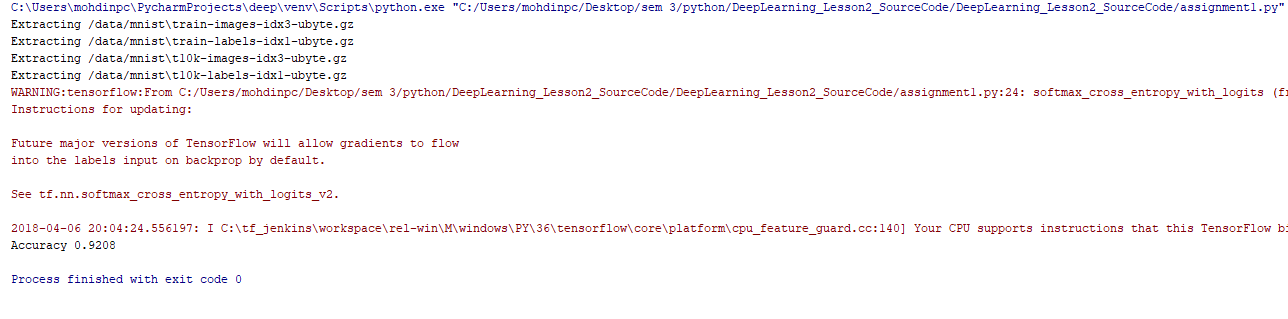 C:\Users\mohdinpc\PycharmProjects\deep\venv\Scripts\python.exe "C:/Users/mohdinpc/Desktop/sem 3/python/DeepLearning_Lesson2_SourceCode/DeepLearning_Lesson2_SourceCode/assignment1.py"
Extracting /data/mnist\train-images-idx3-ubyte.gz
Extracting /data/mnist\train-labels-idx1-ubyte.gz
Extracting /data/mnist\t10k-images-idx3-ubyte.gz
Extracting /data/mnist\t10k-labels-idx1-ubyte.gz
WARNING:tensorflow:From C:/Users/mohdinpc/Desktop/sem 3/python/DeepLearning_Lesson2_SourceCode/DeepLearning_Lesson2_SourceCode/assignment1.py:24: softmax_cross_entropy_with_logits (fr
Instructions for updating:
Future major versions of TensorFlow will allow gradients to flow
into the labels input on backprop by default.
See tf.nn.softmax_cross_entropy_with_logits_v2.
2018-04-06 20:04:24.556197: I C:\tf_jenkins\workspace\rel-win\M\windows\PY\36\tensorflow\core\platform\cpu_feature_guard.cc:140] Your CPU supports instructions that this TensorFlow bi
Accuracy 0.9208
Process finished with exit code 0